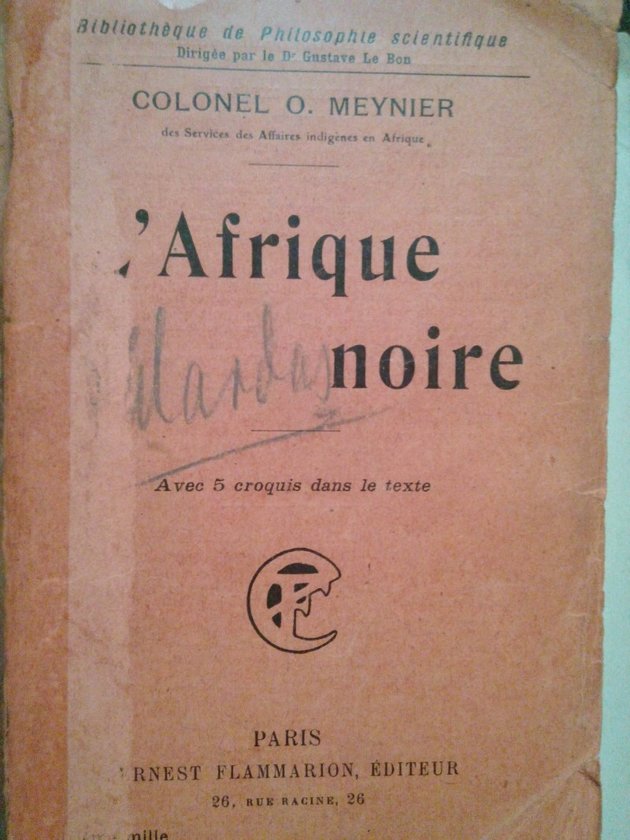 Bibliothèque de Philosophie scientifique
Dirigée par le Dr Gustave Le Bon
COLONEL O. MEYNIER
des Services des Affaires indigènes en Afrique
'Afrique
noire
Avec 5 croquis dans le texte
PARIS
RNEST FLAMMARION, ÉDITEUR
26, RUE RACINE, 26
mille